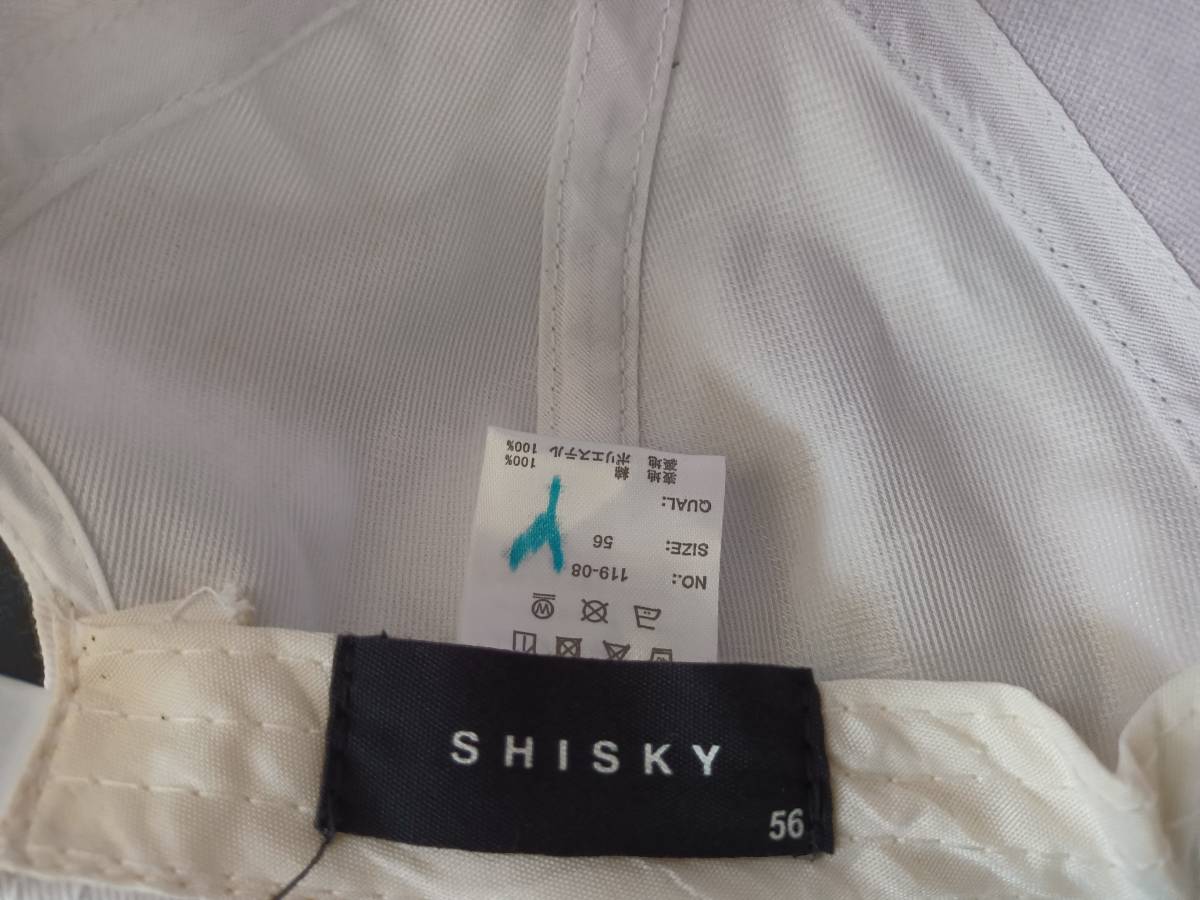 SHISKY
56
NO.: 119-08
SIZE: 56
QUAL:
表地 綿 100%
裏地 ポリエステル 100%